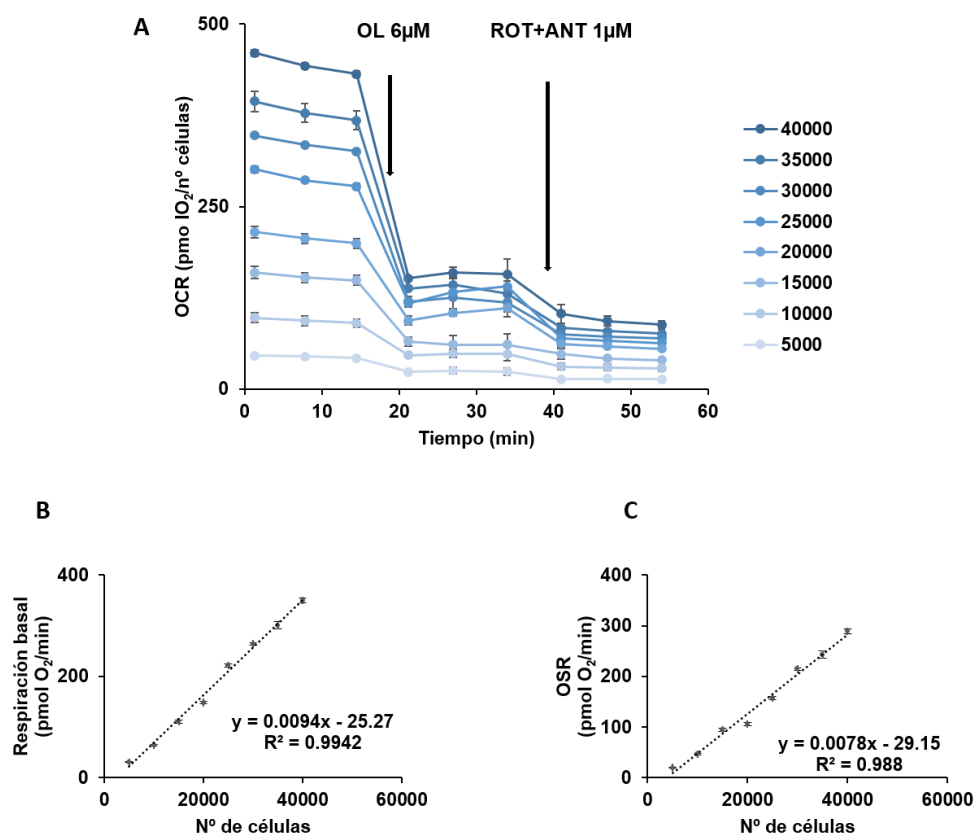 A
OL 6µM
ROT+ANT 1µM
500
250
0
OCR (pmo lO₂/nº células)
0 10 20 30 40 50 60
Tiempo (min)
40000
35000
30000
25000
20000
15000
10000
5000
B
400
200
0
Respiración basal
(pmol O₂/min)
y = 0.0094x - 25.27
R² = 0.9942
0 20000 40000 60000
Nº de células
C
400
300
200
100
0
OSR
(pmol O₂/min)
y = 0.0078x - 29.15
R² = 0.988
0 20000 40000 60000
Nº de células